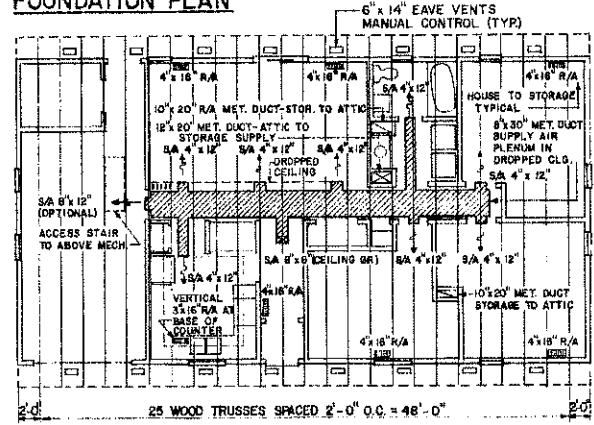 FOUNDATION PLAN
6" x 14" EAVE VENTS
MANUAL CONTROL (TYP.)
4"x 16" R/A
4"x 16" R/A
4"x 16" R/A
S/A 4"x 12"
10"x 20" R/A MET. DUCT-STOR. TO ATTIC
12"x 20" MET. DUCT-ATTIC TO
STORAGE SUPPLY
HOUSE TO STORAGE
TYPICAL
8"x 30" MET. DUCT
SUPPLY AIR
PLENUM IN
DROPPED CLG.
S/A 4"x 12"
S/A 4"x 12"
S/A 4"x 12"
S/A 4"x 12"
DROPPED
CEILING
S/A 8"x 12"
(OPTIONAL)
ACCESS STAIR
TO ABOVE MECH.
S/A 4"x 12"
S/A 8"x 8" (CEILING GR)
S/A 4"x 12"
S/A 4"x 12"
VERTICAL
3"x 16" R/A AT
BASE OF
COUNTER
4"x 16" R/A
10"x 20" MET. DUCT
STORAGE TO ATTIC
4"x 16" R/A
4"x 16" R/A
2'-0"
25 WOOD TRUSSES SPACED 2'-0" O.C. = 48'-0"
2'-0"